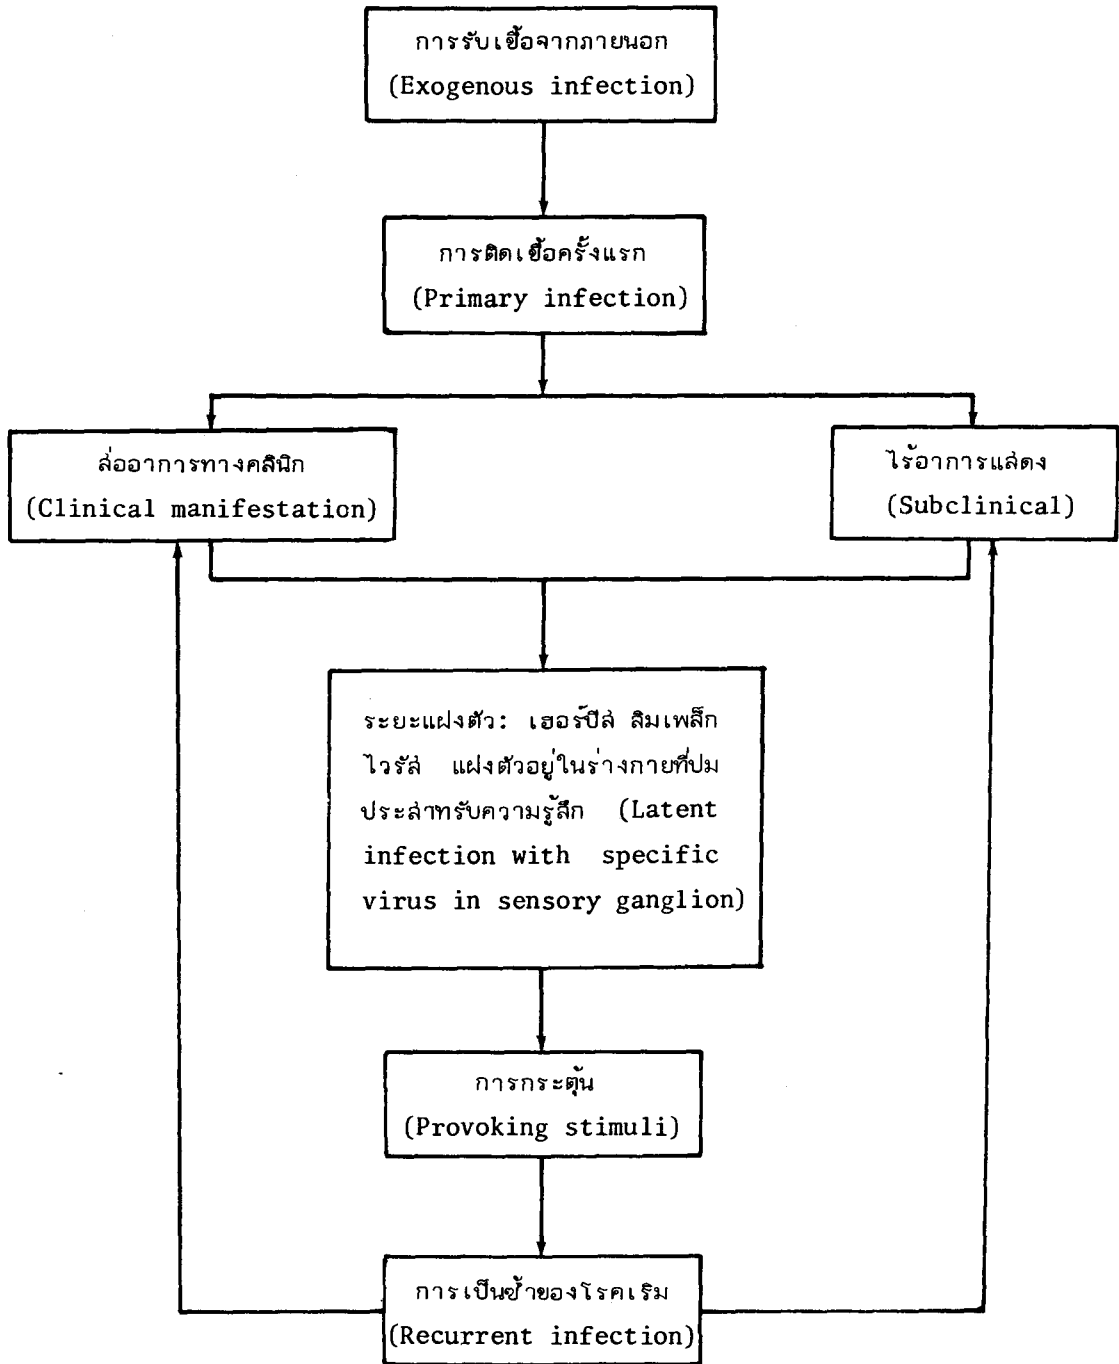 การรับเชื้อจากภายนอก
(Exogenous infection)
การติดเชื้อครั้งแรก
(Primary infection)
ส่ออาการทางคลินิก
(Clinical manifestation)
ไร้อาการแสดง
(Subclinical)
ระยะแฝงตัว: เฮอร์ปีส์ ซิมเพล็ก
ไวรัส แฝงตัวอยู่ในร่างกายที่ปม
ประสาทรับความรู้สึก (Latent
infection with specific
virus in sensory ganglion)
การกระตุ้น
(Provoking stimuli)
การเป็นซ้ำของโรคเริม
(Recurrent infection)